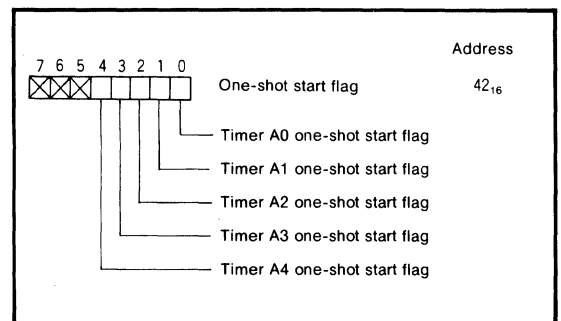 Address
7 6 5 4 3 2 1 0
One-shot start flag 42₁₆
Timer A0 one-shot start flag
Timer A1 one-shot start flag
Timer A2 one-shot start flag
Timer A3 one-shot start flag
Timer A4 one-shot start flag